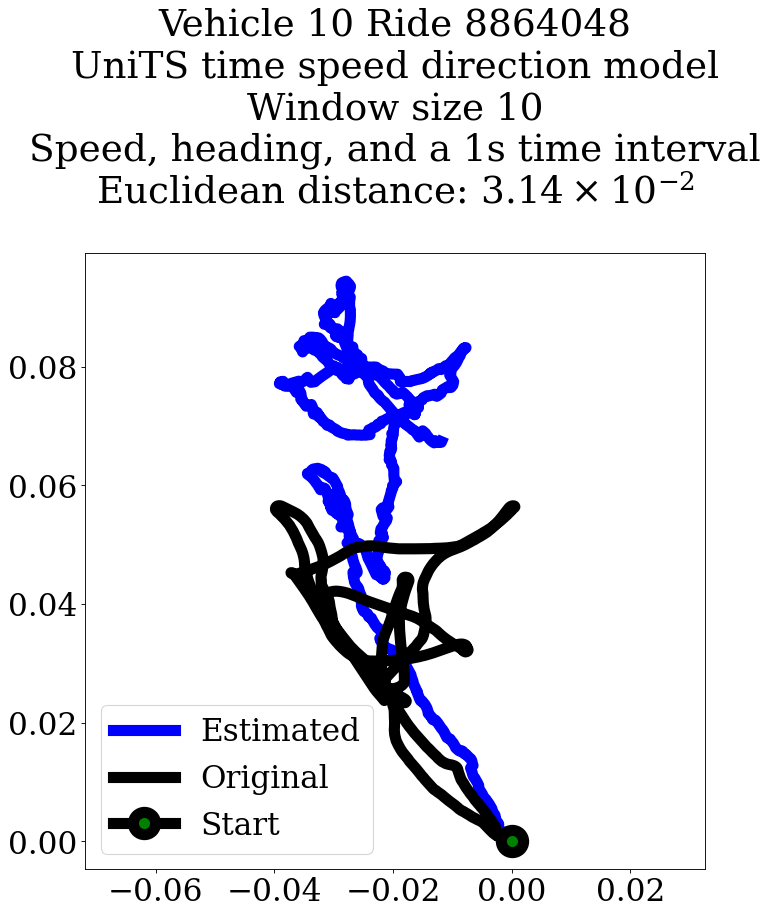 Vehicle 10 Ride 8864048
UniTS time speed direction model
Window size 10
Speed, heading, and a 1s time interval
Euclidean distance: 3.14 × 10⁻²
0.08
0.06
0.04
0.02
0.00
Estimated
Original
Start
−0.06 −0.04 −0.02 0.00 0.02